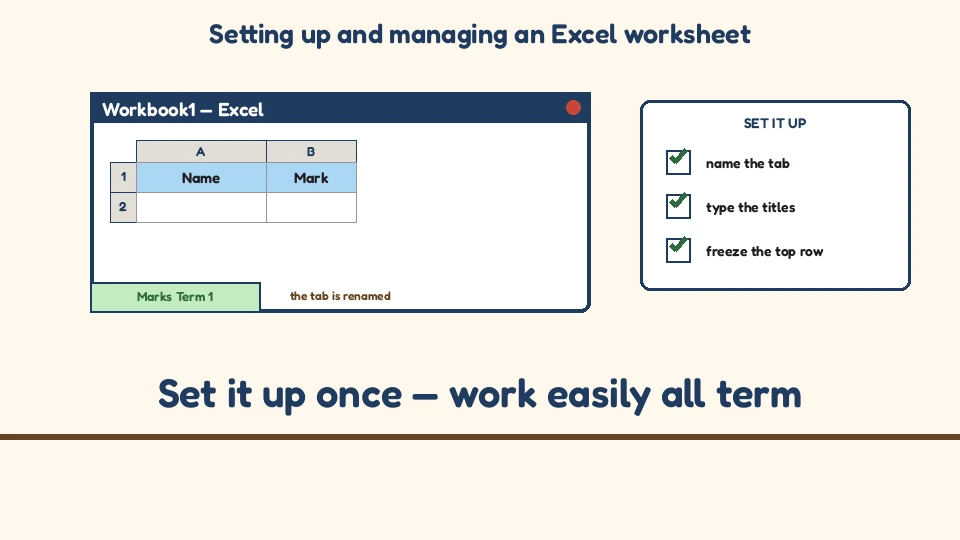 Setting up and managing an Excel worksheet
Workbook1 — Excel
A B
1 Name Mark
2
Marks Term 1
the tab is renamed
SET IT UP
name the tab
type the titles
freeze the top row
Set it up once — work easily all term